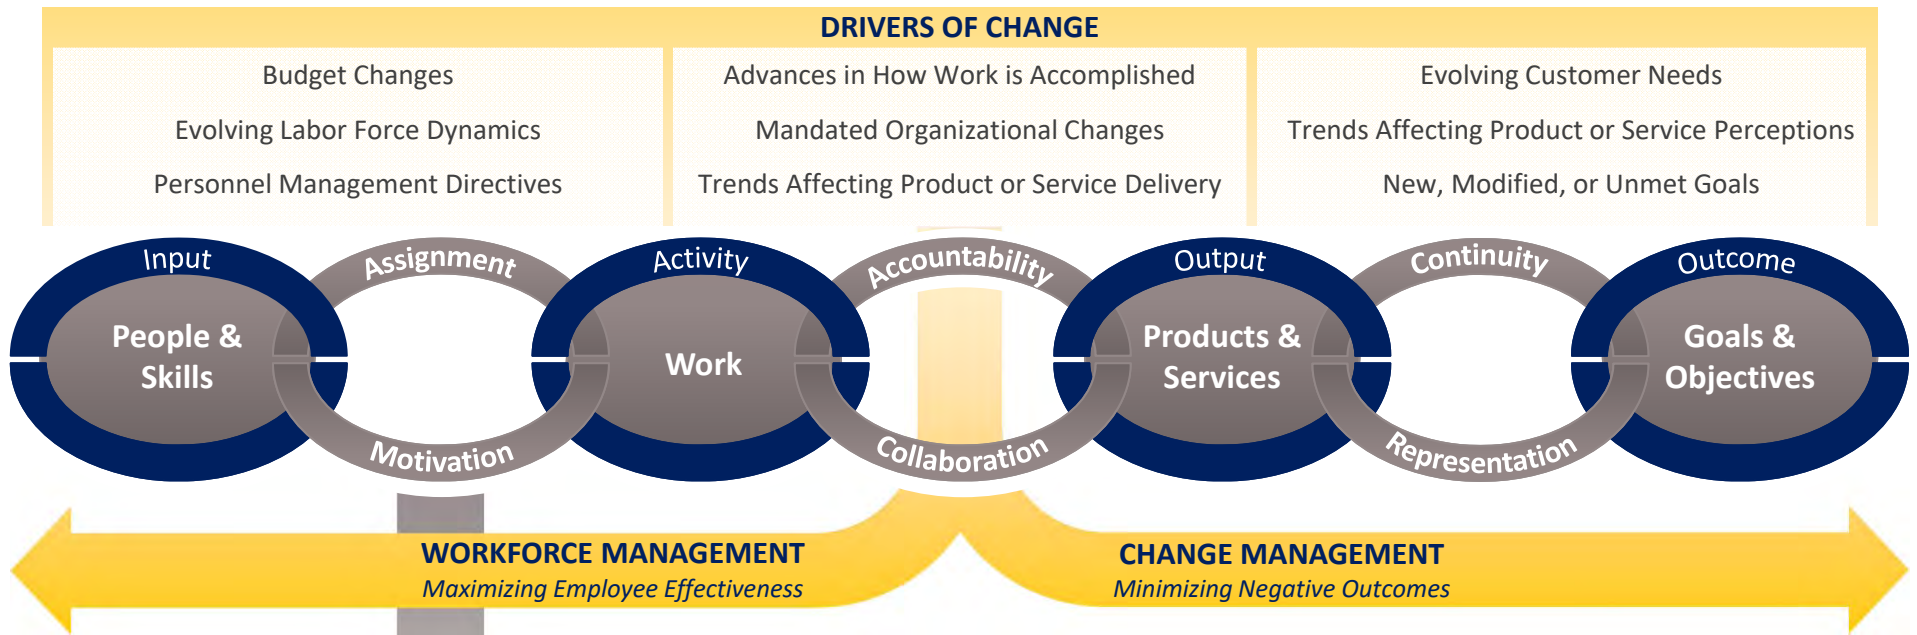 DRIVERS OF CHANGE
Budget Changes
Evolving Labor Force Dynamics
Personnel Management Directives
Advances in How Work is Accomplished
Mandated Organizational Changes
Trends Affecting Product or Service Delivery
Evolving Customer Needs
Trends Affecting Product or Service Perceptions
New, Modified, or Unmet Goals
Input
People &
Skills
Assignment
Motivation
Activity
Work
Accountability
Collaboration
Output
Products &
Services
Continuity
Representation
Outcome
Goals &
Objectives
WORKFORCE MANAGEMENT
Maximizing Employee Effectiveness
CHANGE MANAGEMENT
Minimizing Negative Outcomes